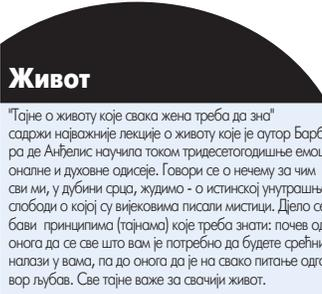 Живот
"Тајне о животу које свака жена треба да зна"
садржи најважније лекције о животу које је аутор Барб
ра де Анђелис научила током тридесетогодишње емоц
оналне и духовне одисеје. Говори се о нечему за чим
сви ми, у дубини срца, жудимо - о истинској унутрашњ
слободи о којој су вијековима писали мистици. Дјело се
бави принципима (тајнама) које треба знати: почев од
онога да се све што вам је потребно да будете срећни
налази у вама, па до онога да је на свако питање одго
вор љубав. Све тајне важе за свачији живот.